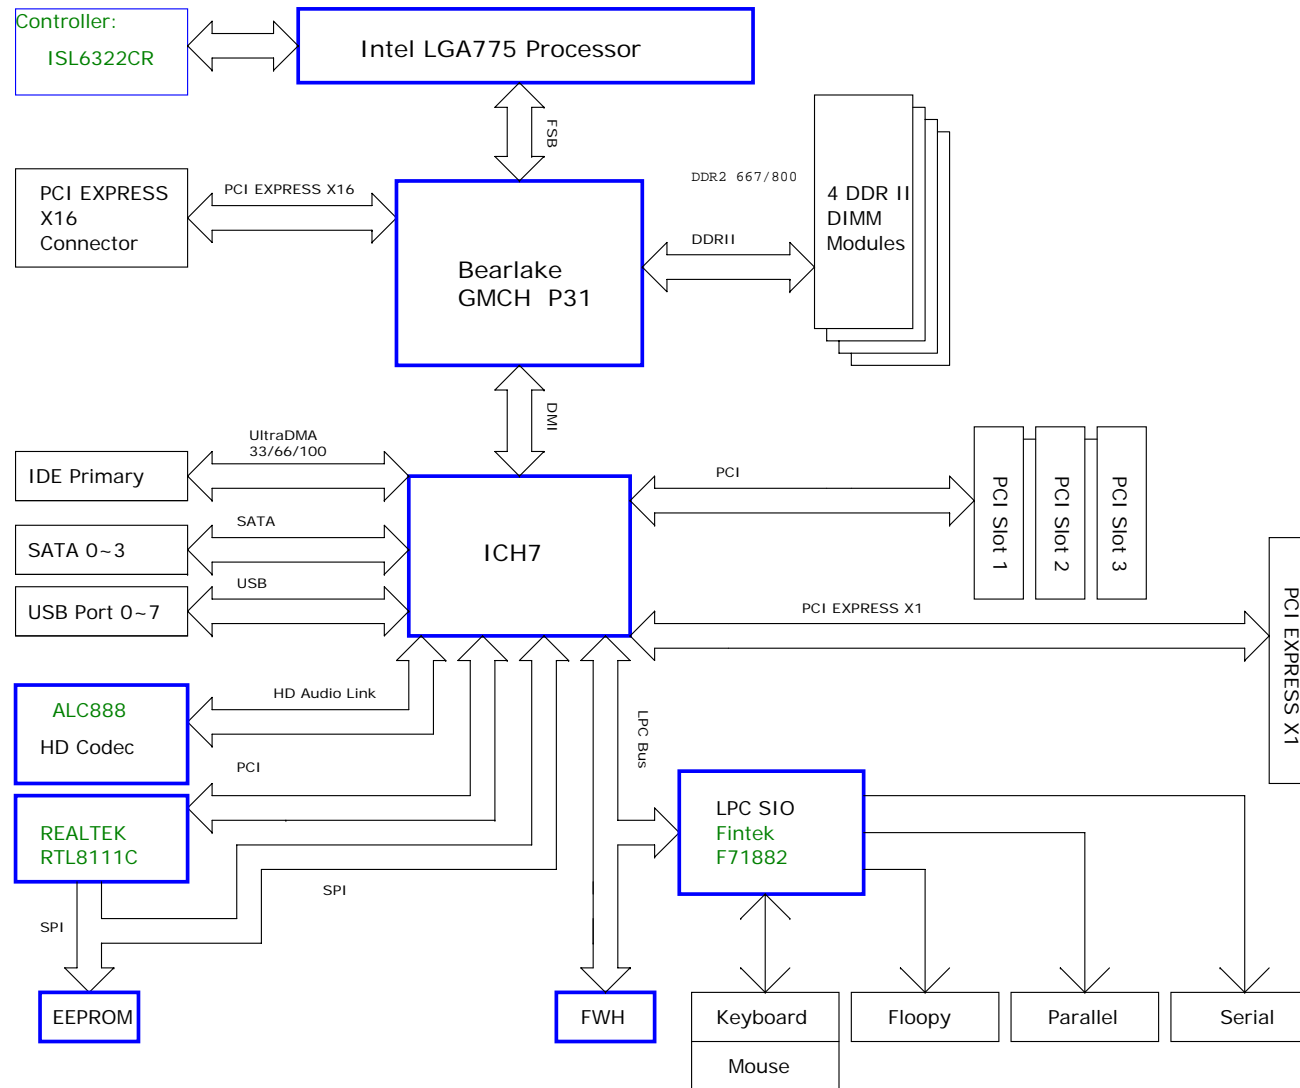 Controller:
ISL6322CR
Intel LGA775 Processor
FSB
PCI EXPRESS
X16
Connector
PCI EXPRESS X16
Bearlake
GMCH P31
DDR2 667/800
DDRII
4 DDR II
DIMM
Modules
DMI
UltraDMA
33/66/100
IDE Primary
SATA
SATA 0~3
USB
USB Port 0~7
ICH7
PCI
PCI Slot 1
PCI Slot 2
PCI Slot 3
PCI EXPRESS X1
PCI EXPRESS X1
HD Audio Link
ALC888
HD Codec
LPC Bus
PCI
REALTEK
RTL8111C
LPC SIO
Fintek
F71882
SPI
SPI
EEPROM
FWH
Keyboard
Mouse
Floopy
Parallel
Serial